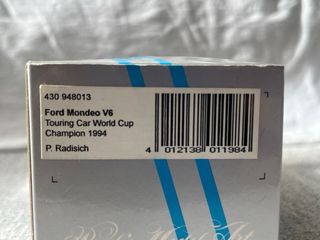 430 948013
Ford Mondeo V6
Touring Car World Cup
Champion 1994
P. Radisich
4 012138 011984